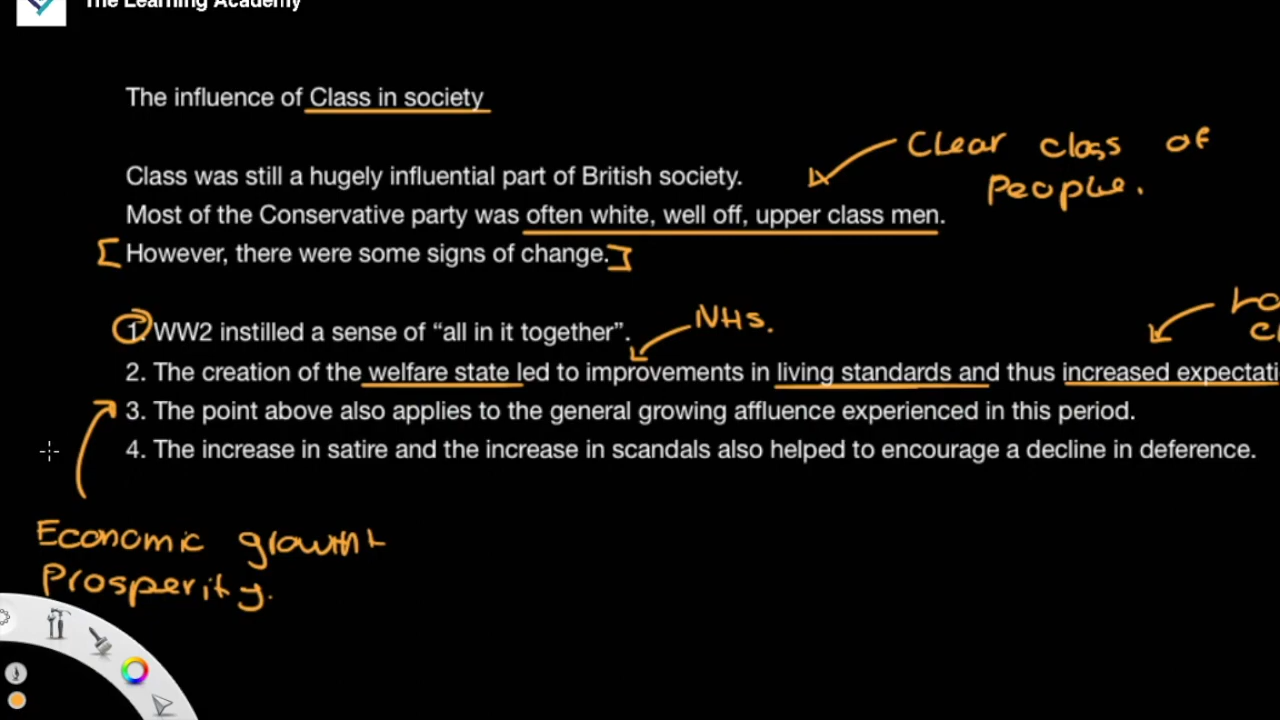 The Learning Academy
The influence of Class in society
Clear class of
People.
Class was still a hugely influential part of British society.
Most of the Conservative party was often white, well off, upper class men.
[However, there were some signs of change.]
NHS.
1. WW2 instilled a sense of “all in it together”.
2. The creation of the welfare state led to improvements in living standards and thus increased
3. The point above also applies to the general growing affluence experienced in this period.
4. The increase in satire and the increase in scandals also helped to encourage a decline in deference.
Economic growth +
Prosperity.